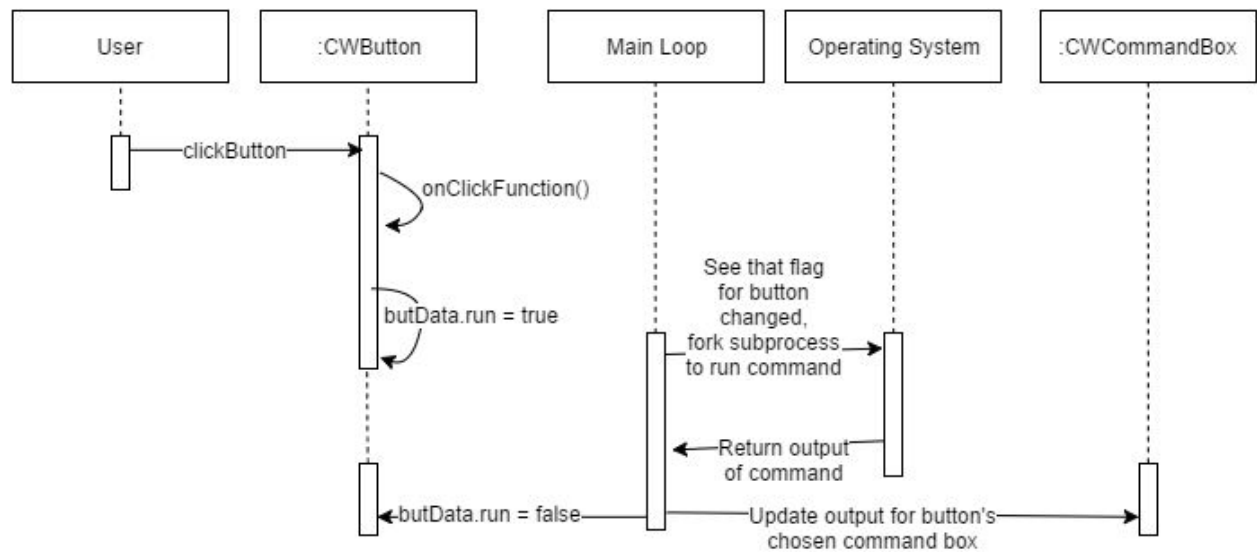 User
:CWButton
Main Loop
Operating System
:CWCommandBox
clickButton
onClickFunction()
butData.run = true
See that flag
for button
changed,
fork subprocess
to run command
Return output
of command
butData.run = false
Update output for button's
chosen command box